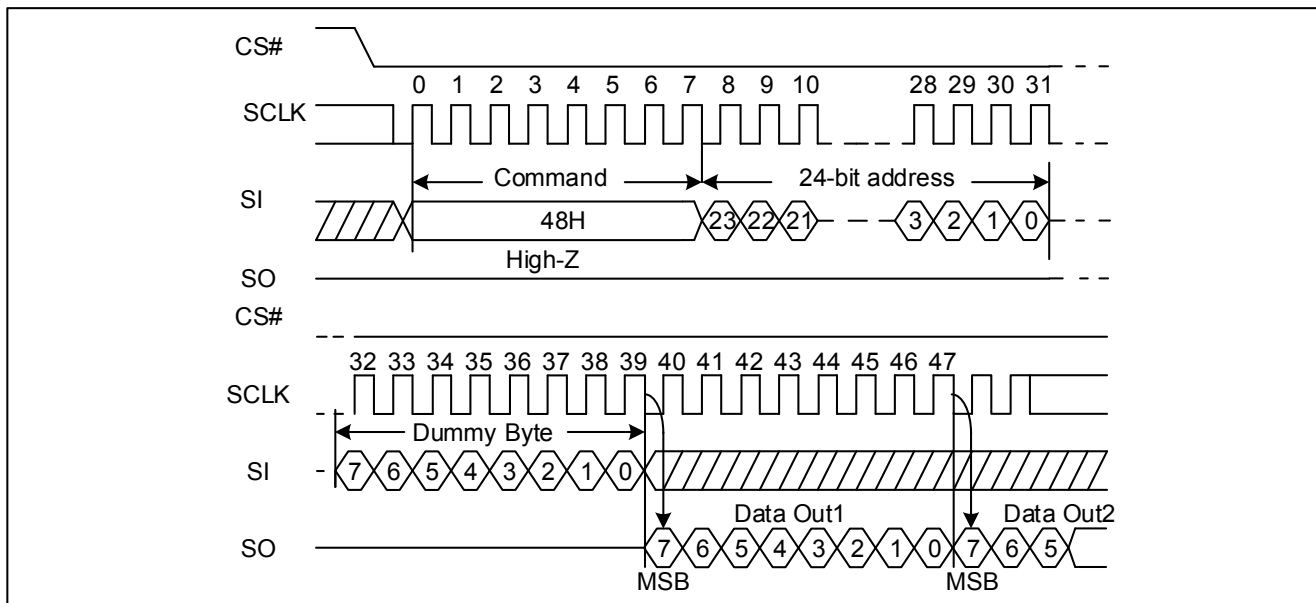 CS#
0 1 2 3 4 5 6 7 8 9 10 28 29 30 31
SCLK
Command 24-bit address
SI
48H 23 22 21 3 2 1 0
High-Z
SO
CS#
32 33 34 35 36 37 38 39 40 41 42 43 44 45 46 47
SCLK
Dummy Byte
SI 7 6 5 4 3 2 1 0
Data Out1 Data Out2
SO 7 6 5 4 3 2 1 0 7 6 5
MSB MSB